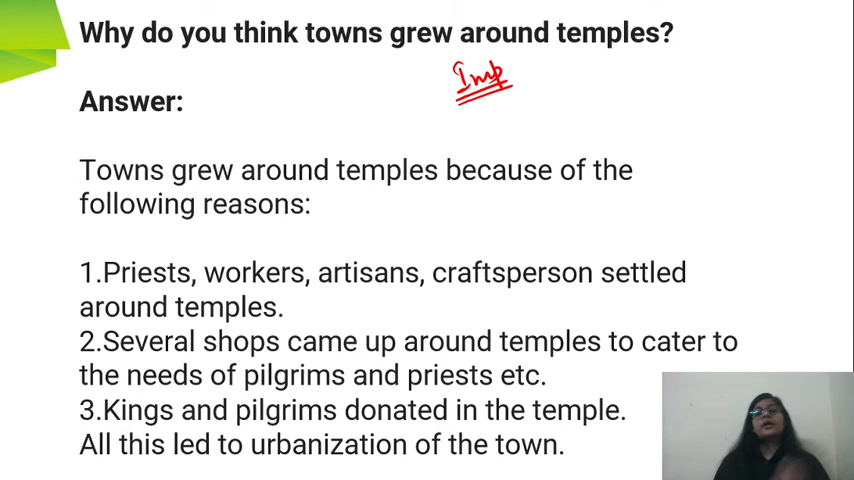 Why do you think towns grew around temples?
Imp
Answer:
Towns grew around temples because of the
following reasons:
1.Priests, workers, artisans, craftsperson settled
around temples.
2.Several shops came up around temples to cater to
the needs of pilgrims and priests etc.
3.Kings and pilgrims donated in the temple.
All this led to urbanization of the town.